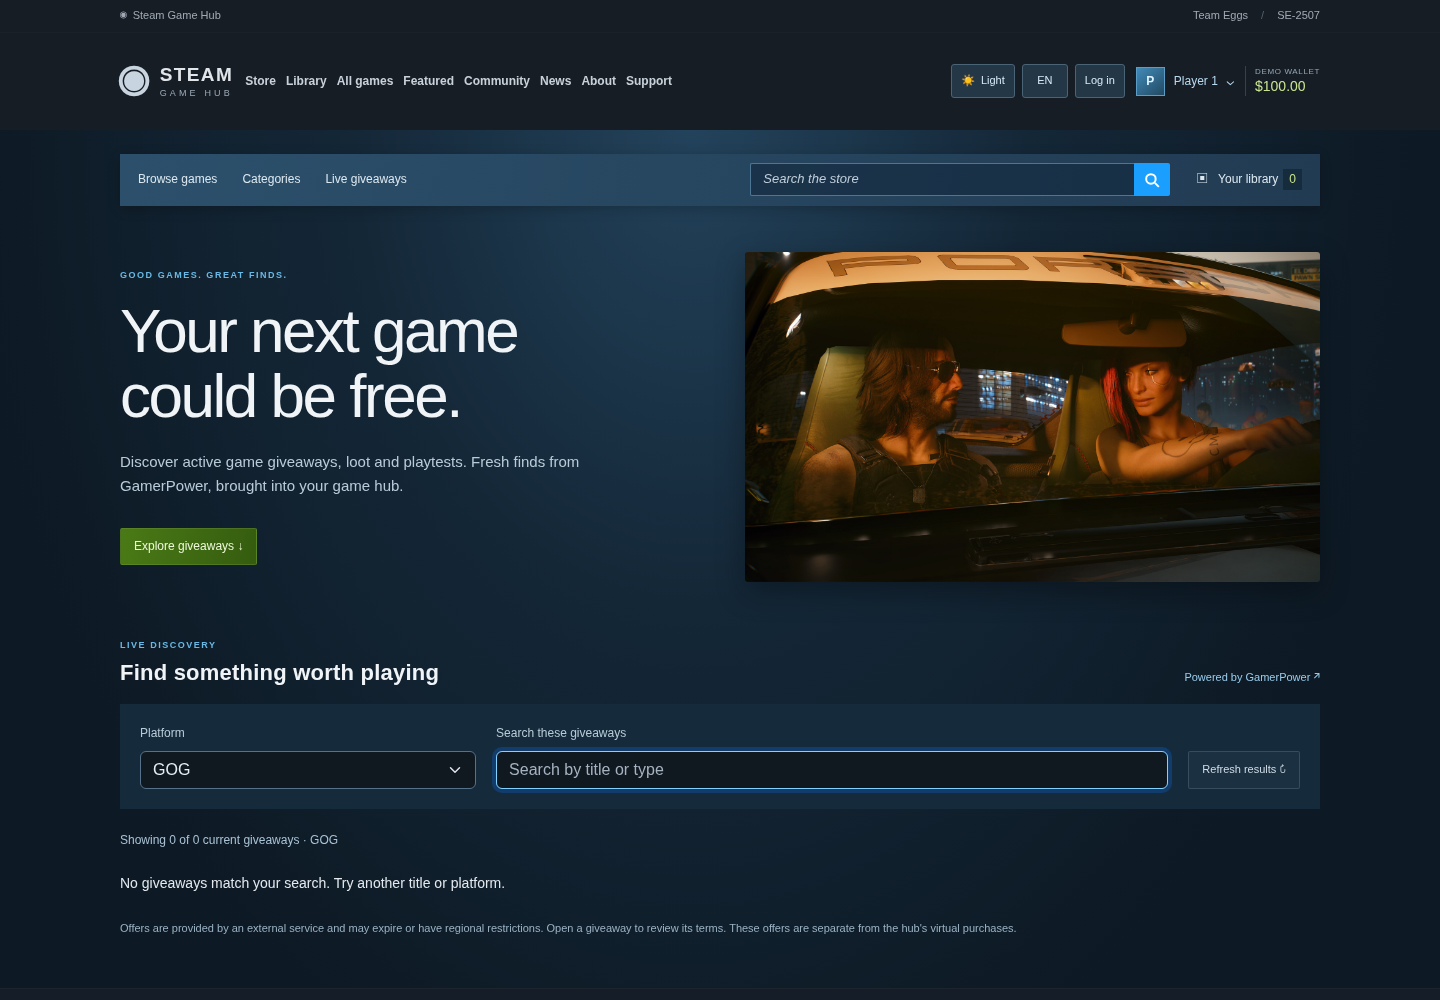 Steam Game Hub
Team Eggs / SE-2507
STEAM
GAME HUB
Store Library All games Featured Community News About Support
Light
EN
Log in
P
Player 1
DEMO WALLET
$100.00
Browse games Categories Live giveaways
Search the store
Your library 0
GOOD GAMES. GREAT FINDS.
Your next game
could be free.
Discover active game giveaways, loot and playtests. Fresh finds from
GamerPower, brought into your game hub.
Explore giveaways ↓
LIVE DISCOVERY
Find something worth playing
Powered by GamerPower ↗
Platform
GOG
Search these giveaways
Search by title or type
Refresh results ↻
Showing 0 of 0 current giveaways · GOG
No giveaways match your search. Try another title or platform.
Offers are provided by an external service and may expire or have regional restrictions. Open a giveaway to review its terms. These offers are separate from the hub's virtual purchases.